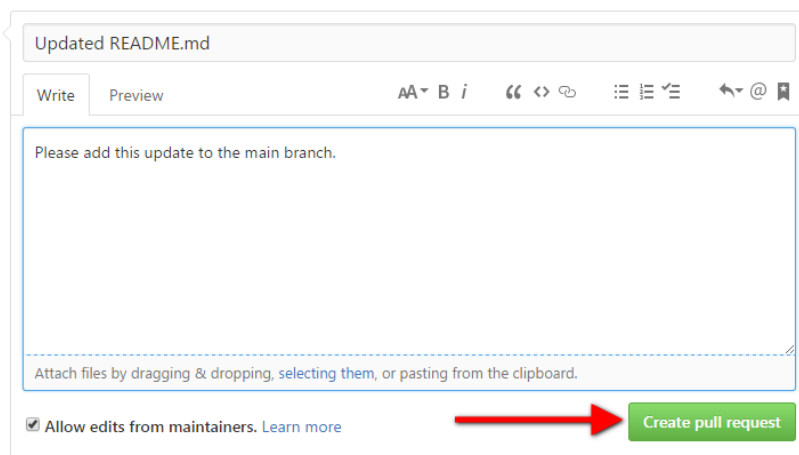 Updated README.md
Write Preview AA B i @
Please add this update to the main branch.
Attach files by dragging & dropping, selecting them, or pasting from the clipboard.
Allow edits from maintainers. Learn more Create pull request